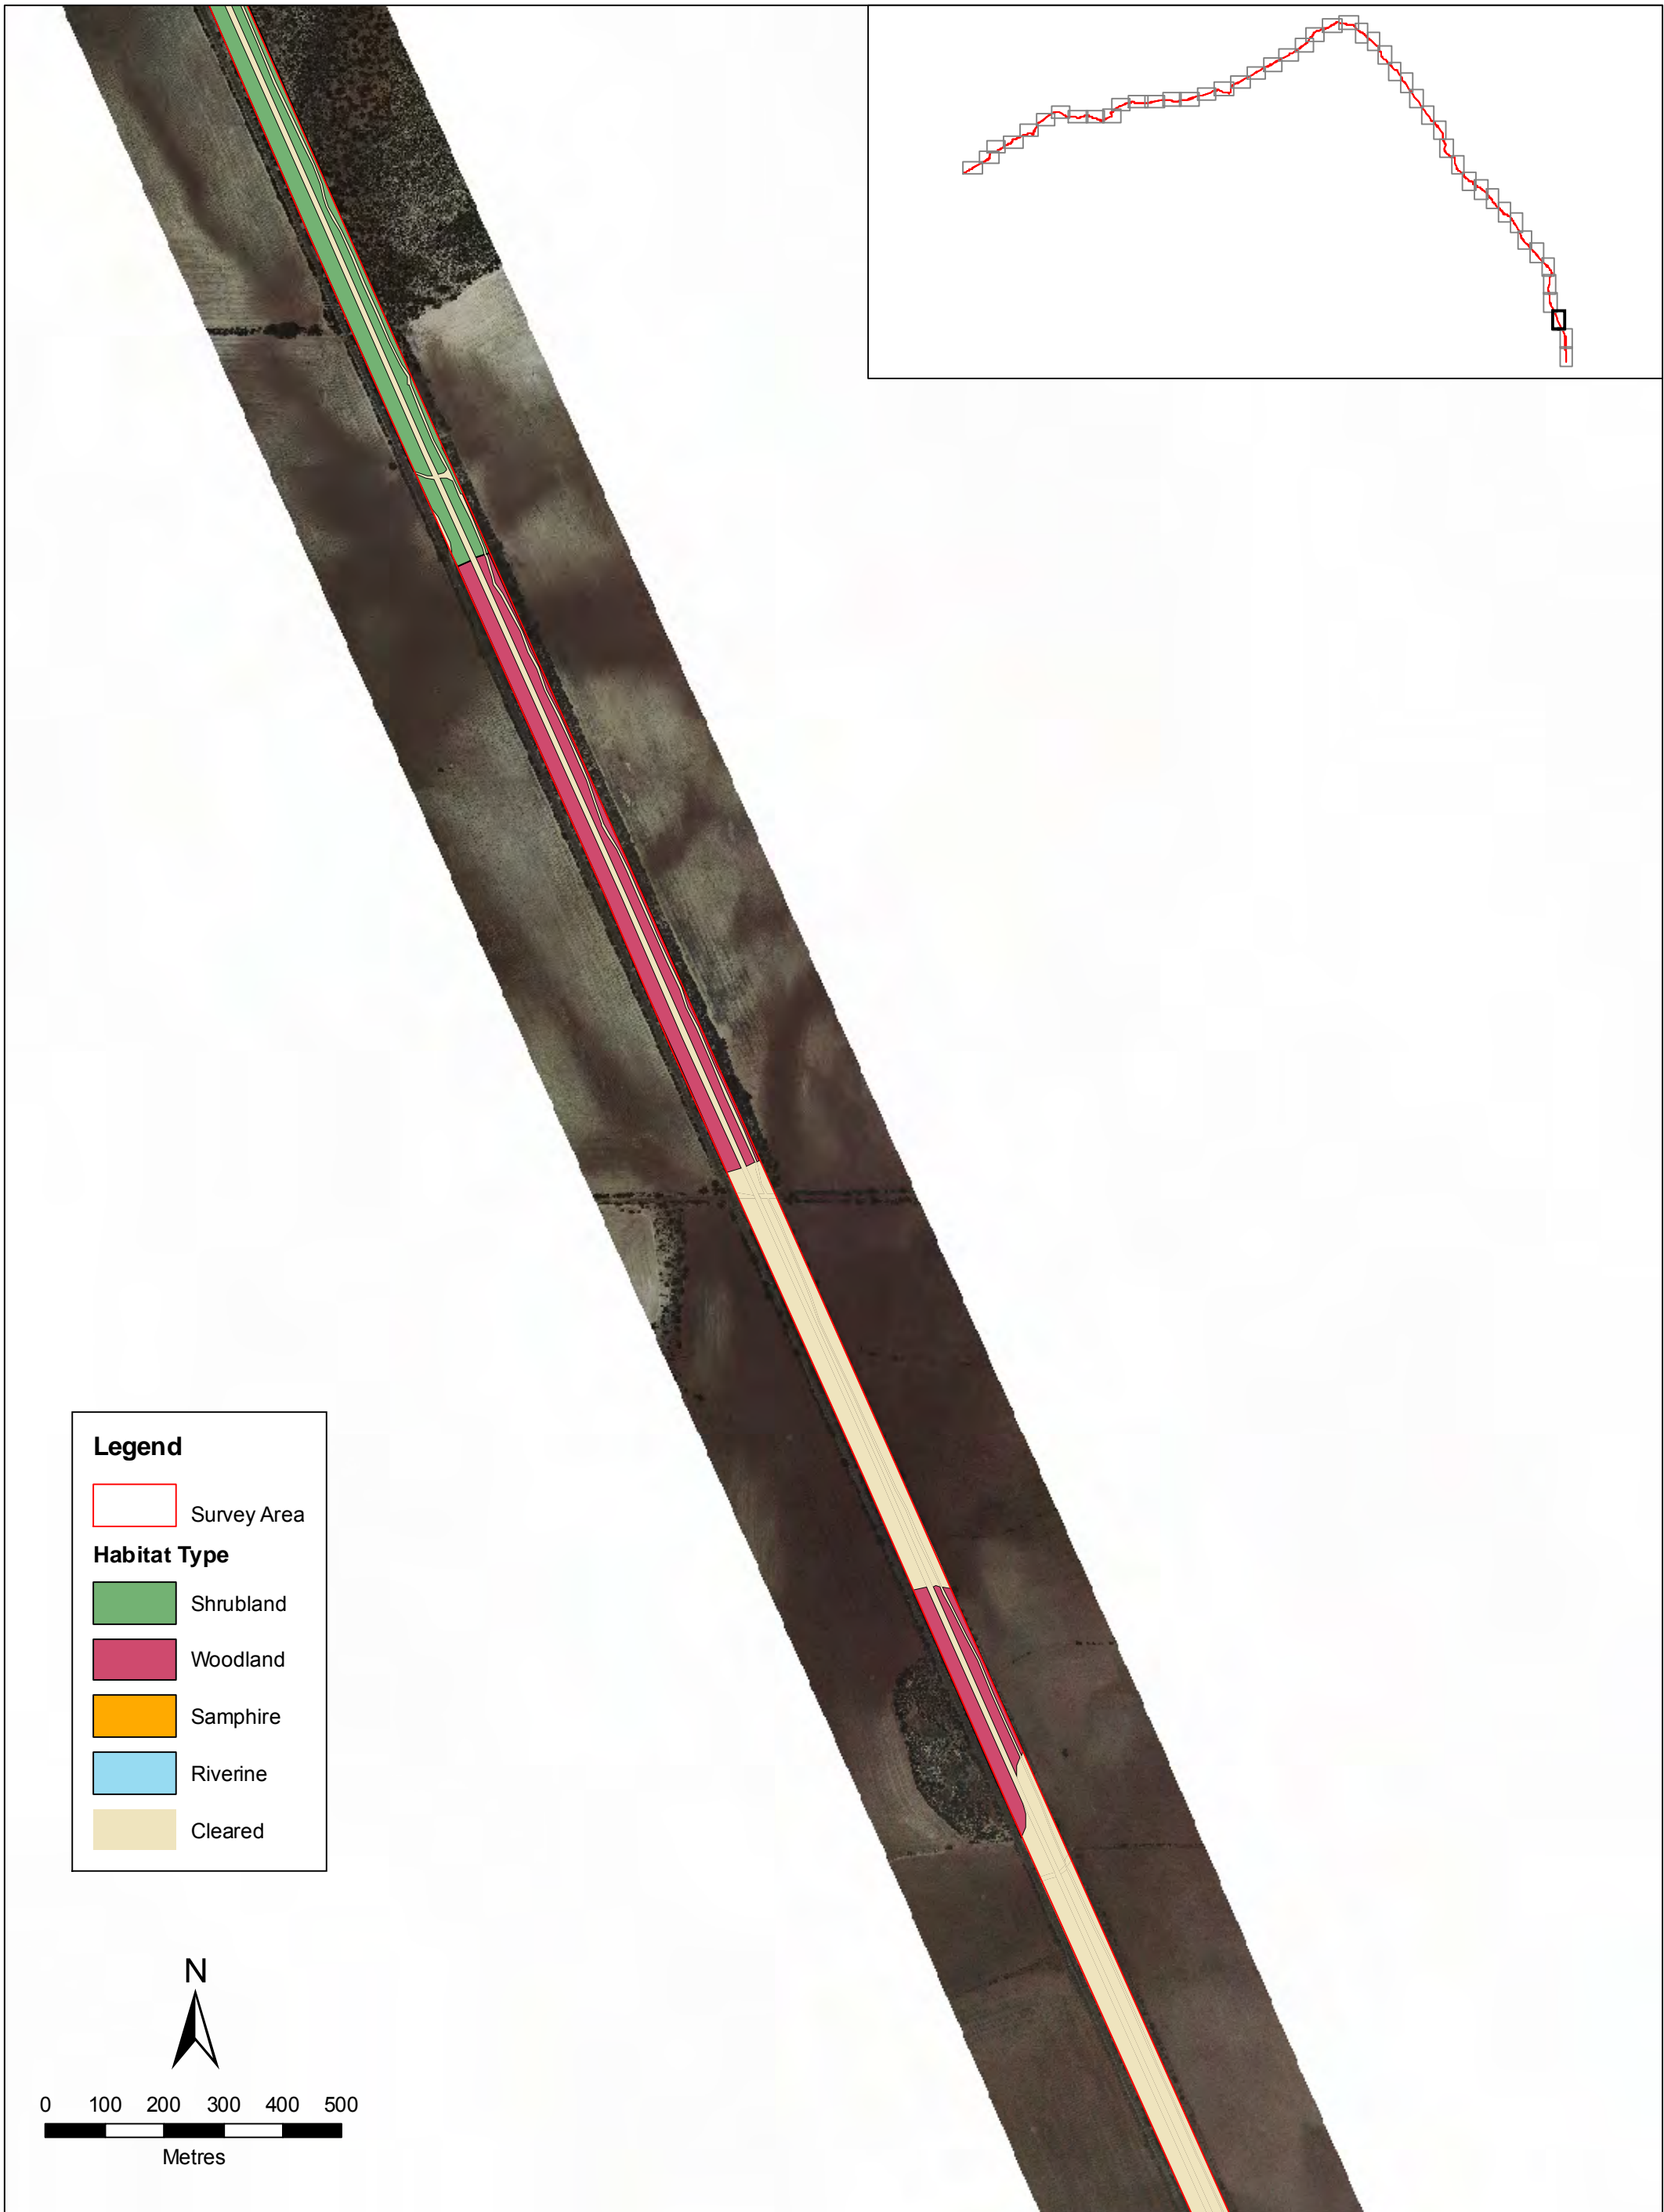 Legend
Survey Area
Habitat Type
Shrubland
Woodland
Samphire
Riverine
Cleared
N
0 100 200 300 400 500
Metres